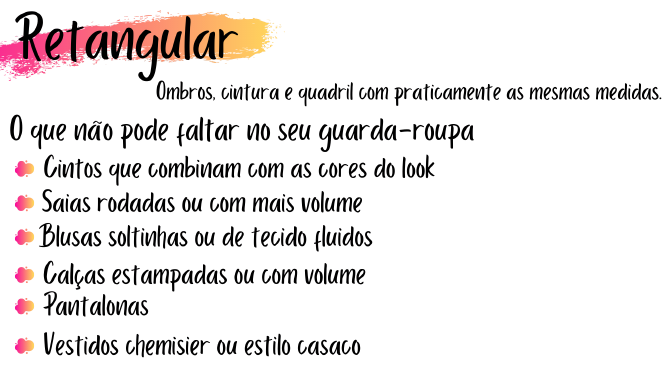 Retangular
Ombros, cintura e quadril com praticamente as mesmas medidas.
O que não pode faltar no seu guarda-roupa
Cintos que combinam com as cores do look
Saias rodadas ou com mais volume
Blusas soltinhas ou de tecido fluidos
Calças estampadas ou com volume
Pantalonas
Vestidos chemisier ou estilo casaco